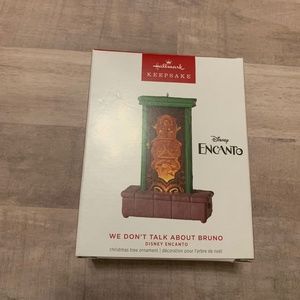 Hallmark
KEEPSAKE
Disney
ENCANTO
WE DON'T TALK ABOUT BRUNO
DISNEY ENCANTO
christmas tree ornament | décoration pour l'arbre de noël